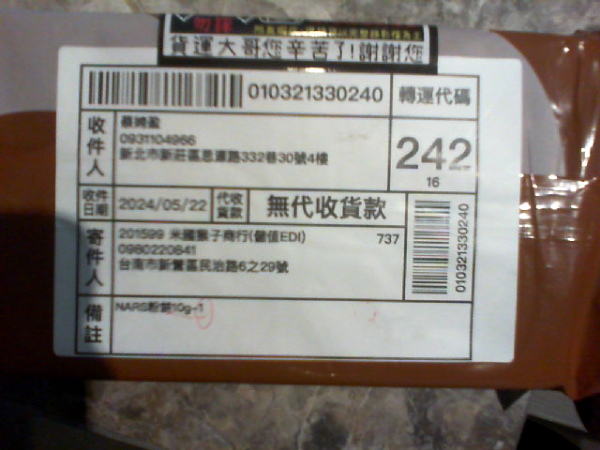 勿摔
貨運大哥您辛苦了!謝謝您
010321330240
轉運代碼
收件人
0931104966
新北市新莊區思源路332巷30號4樓
242
16
收件日期
2024/05/22
代收貨款
無代收貨款
寄件人
201599 米國猴子商行(儲值EDI)
737
0980220841
台南市新營區民治路6之29號
010321330240
備註
NARS粉餅10g-1